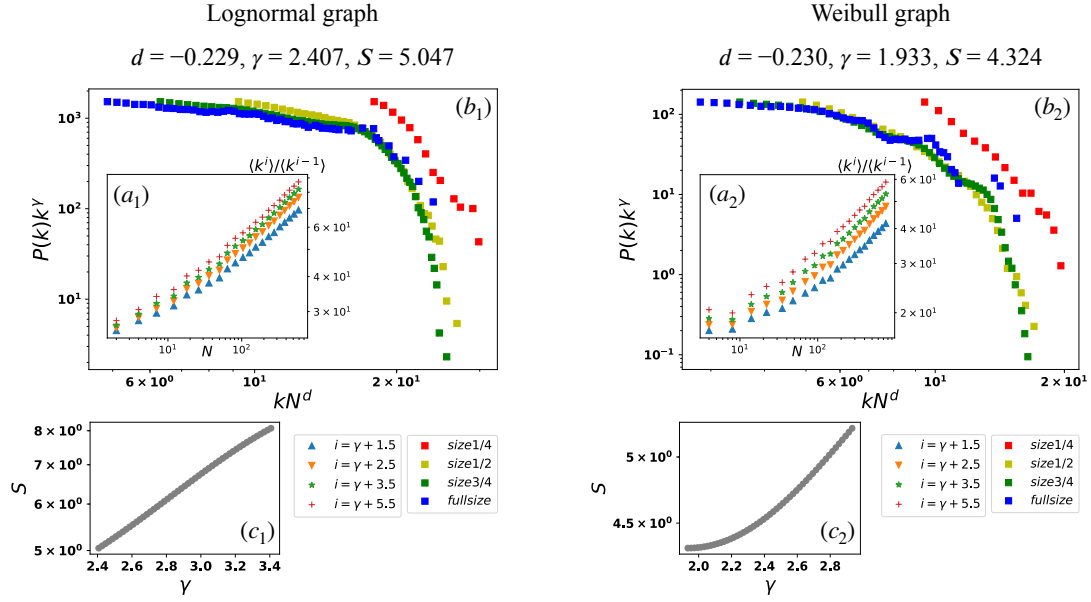 Lognormal graph
d = −0.229, γ = 2.407, S = 5.047
10³
10²
10¹
P(k)k^γ
(b₁)
(a₁)
⟨k^i⟩/⟨k^{i−1}⟩
6 × 10¹
4 × 10¹
3 × 10¹
10¹
N
10²
6 × 10⁰
10¹
2 × 10¹
kN^d
8 × 10⁰
6 × 10⁰
5 × 10⁰
S
(c₁)
2.4 2.6 2.8 3.0 3.2 3.4
γ
i = γ + 1.5
i = γ + 2.5
i = γ + 3.5
i = γ + 5.5
size1/4
size1/2
size3/4
fullsize
Weibull graph
d = −0.230, γ = 1.933, S = 4.324
10²
10¹
10⁰
10⁻¹
P(k)k^γ
(b₂)
(a₂)
⟨k^i⟩/⟨k^{i−1}⟩
6 × 10¹
4 × 10¹
3 × 10¹
2 × 10¹
10¹
N
10²
6 × 10⁰
10¹
2 × 10¹
kN^d
5 × 10⁰
4.5 × 10⁰
S
(c₂)
2.0 2.2 2.4 2.6 2.8
γ
i = γ + 1.5
i = γ + 2.5
i = γ + 3.5
i = γ + 5.5
size1/4
size1/2
size3/4
fullsize